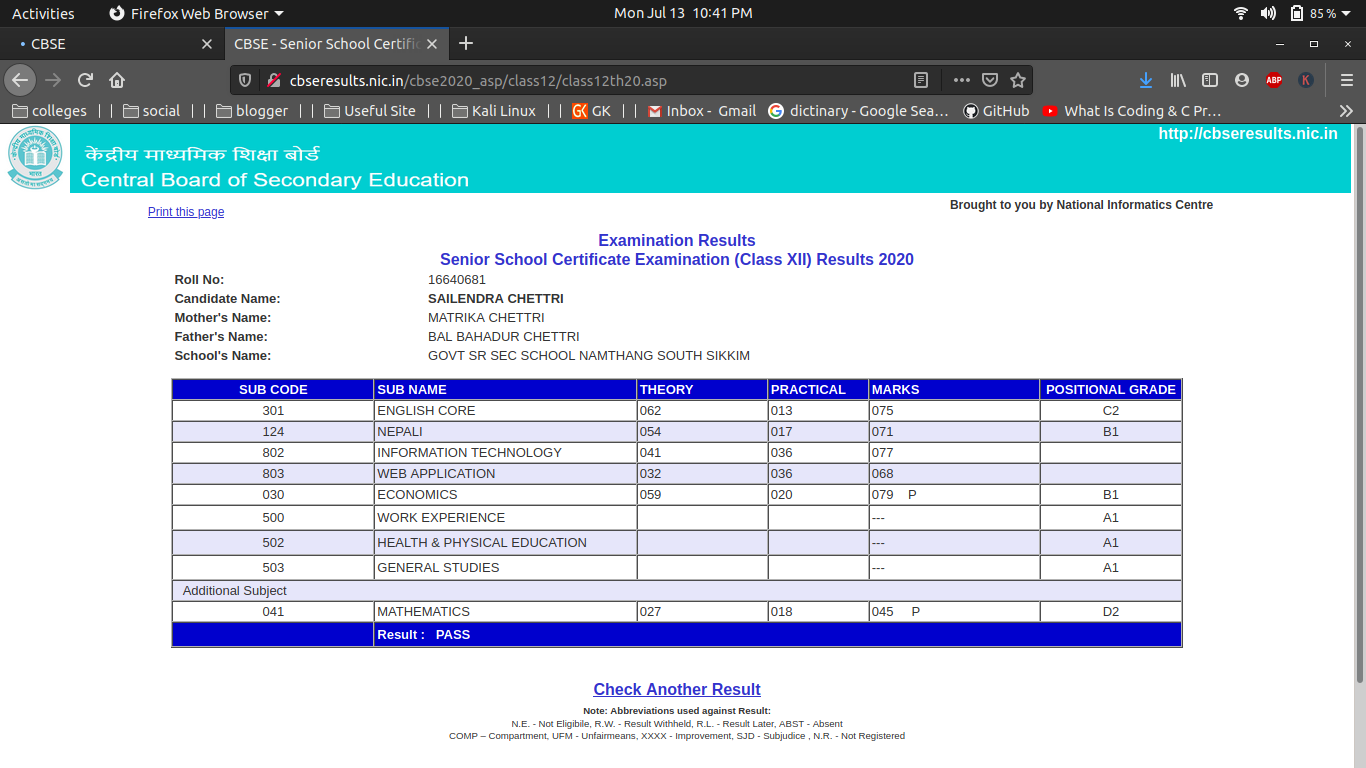 Activities Firefox Web Browser Mon Jul 13 10:41 PM 85 %
CBSE CBSE - Senior School Certific
cbseresults.nic.in/cbse2020_asp/class12/class12th20.asp ABP K
colleges | | social | | blogger | | Useful Site | | Kali Linux | | GK GK | | Inbox - Gmail dictinary - Google Sea… GitHub What Is Coding & C Pr…
http://cbseresults.nic.in
केंद्रीय माध्यमिक शिक्षा बोर्ड
Central Board of Secondary Education
Print this page Brought to you by National Informatics Centre
Examination Results
Senior School Certificate Examination (Class XII) Results 2020
Roll No: 16640681
Candidate Name: SAILENDRA CHETTRI
Mother's Name: MATRIKA CHETTRI
Father's Name: BAL BAHADUR CHETTRI
School's Name: GOVT SR SEC SCHOOL NAMTHANG SOUTH SIKKIM
SUB CODE SUB NAME THEORY PRACTICAL MARKS POSITIONAL GRADE
301 ENGLISH CORE 062 013 075 C2
124 NEPALI 054 017 071 B1
802 INFORMATION TECHNOLOGY 041 036 077
803 WEB APPLICATION 032 036 068
030 ECONOMICS 059 020 079 P B1
500 WORK EXPERIENCE --- A1
502 HEALTH & PHYSICAL EDUCATION --- A1
503 GENERAL STUDIES --- A1
Additional Subject
041 MATHEMATICS 027 018 045 P D2
Result : PASS
Check Another Result
Note: Abbreviations used against Result:
N.E. - Not Eligibile, R.W. - Result Withheld, R.L. - Result Later, ABST - Absent
COMP – Compartment, UFM - Unfairmeans, XXXX - Improvement, SJD - Subjudice , N.R. - Not Registered